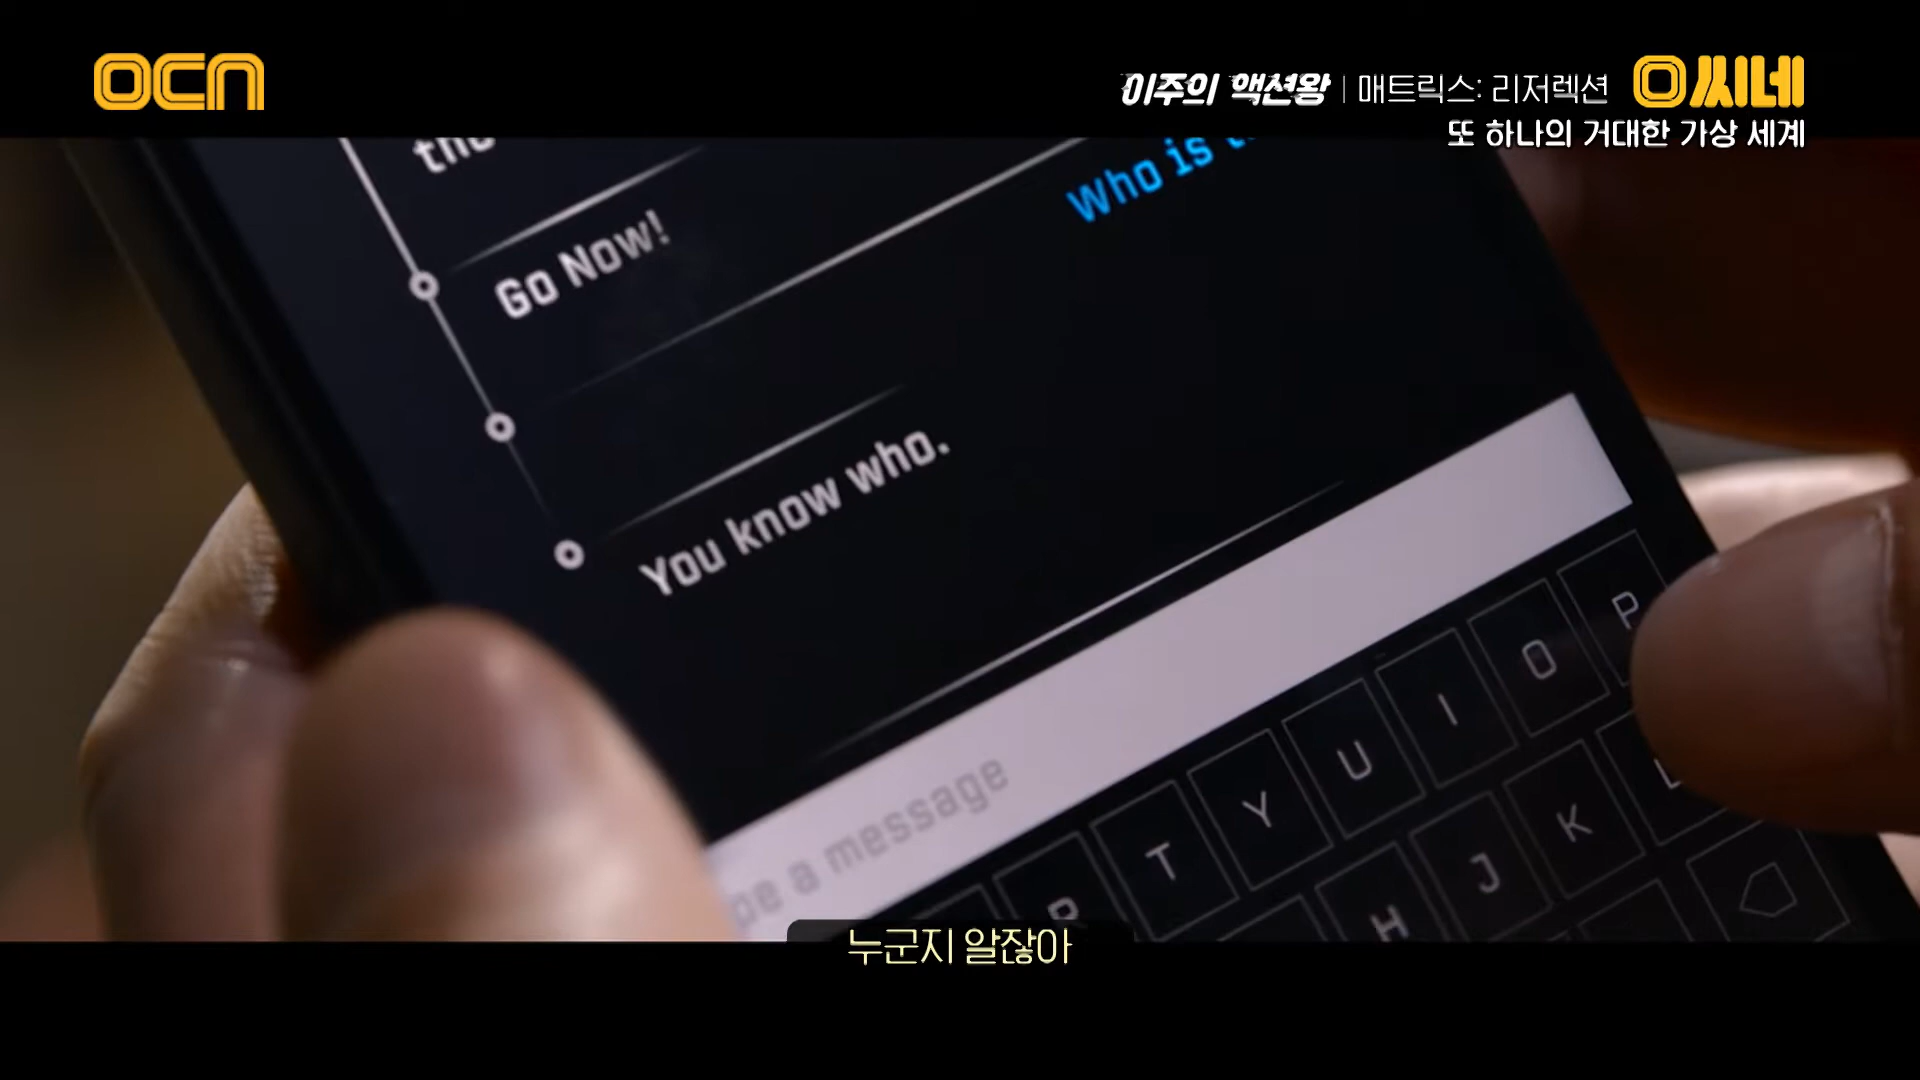 OCN
이주의 액션왕 | 매트릭스: 리저렉션 O씨네
또 하나의 거대한 가상 세계
Who is
Go Now!
You know who.
a message
P
O
I
U
Y
T
R
L
K
J
H
누군지 알잖아